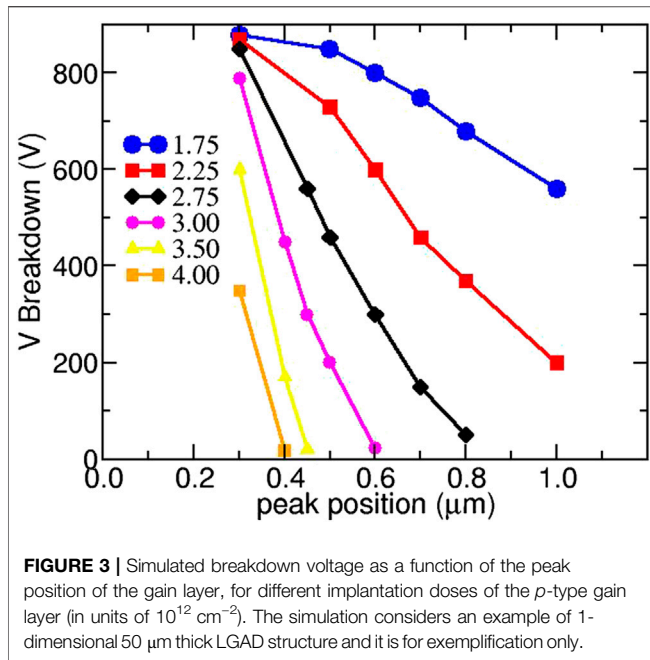 V Breakdown (V)
800
600
400
200
0
1.75
2.25
2.75
3.00
3.50
4.00
0.0 0.2 0.4 0.6 0.8 1.0
peak position (μm)
FIGURE 3 | Simulated breakdown voltage as a function of the peak
position of the gain layer, for different implantation doses of the p-type gain
layer (in units of 10¹² cm⁻²). The simulation considers an example of 1-
dimensional 50 μm thick LGAD structure and it is for exemplification only.